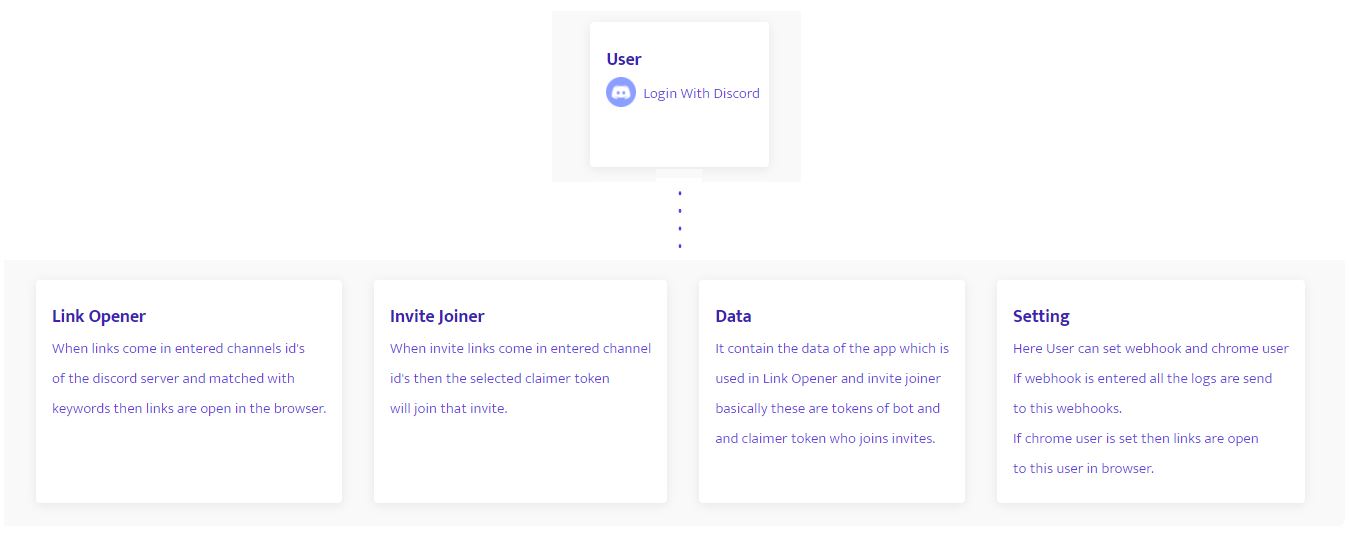 User
Login With Discord
Link Opener
When links come in entered channels id's
of the discord server and matched with
keywords then links are open in the browser.
Invite Joiner
When invite links come in entered channel
id's then the selected claimer token
will join that invite.
Data
It contain the data of the app which is
used in Link Opener and invite joiner
basically these are tokens of bot and
and claimer token who joins invites.
Setting
Here User can set webhook and chrome user
If webhook is entered all the logs are send
to this webhooks.
If chrome user is set then links are open
to this user in browser.